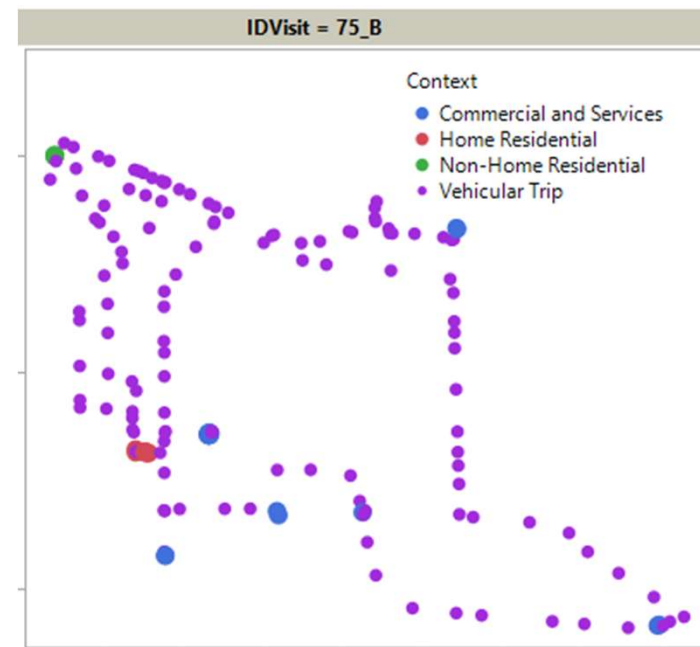 IDVisit = 75_B
Context
Commercial and Services
Home Residential
Non-Home Residential
Vehicular Trip